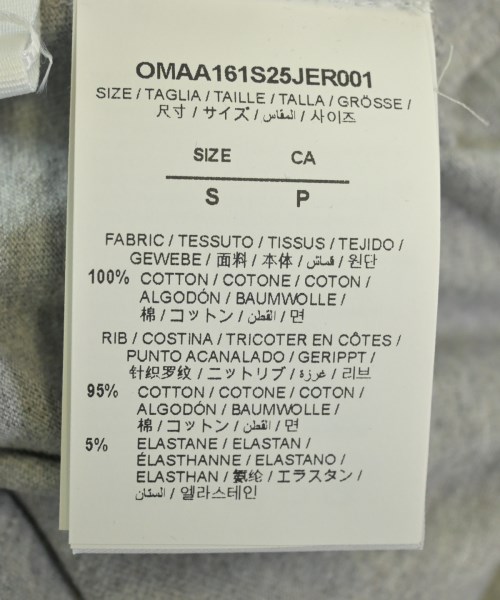 OMAA161S25JER001
SIZE / TAGLIA / TAILLE / TALLA / GRÖSSE /
尺寸 / サイズ / المقاس / 사이즈
SIZE CA
S P
FABRIC / TESSUTO / TISSUS / TEJIDO /
GEWEBE / 面料 / 本体 / قماش / 원단
100% COTTON / COTONE / COTON /
ALGODÓN / BAUMWOLLE /
棉 / コットン / القطن / 면
RIB / COSTINA / TRICOTER EN CÔTES /
PUNTO ACANALADO / GERIPPT /
针织罗纹 / ニットリブ / غرزة / 리브
95% COTTON / COTONE / COTON /
ALGODÓN / BAUMWOLLE /
棉 / コットン / القطن / 면
5% ELASTANE / ELASTAN /
ÉLASTHANNE / ELASTANO /
ELASTHAN / 氨纶 / エラスタン /
الستان / 엘라스테인